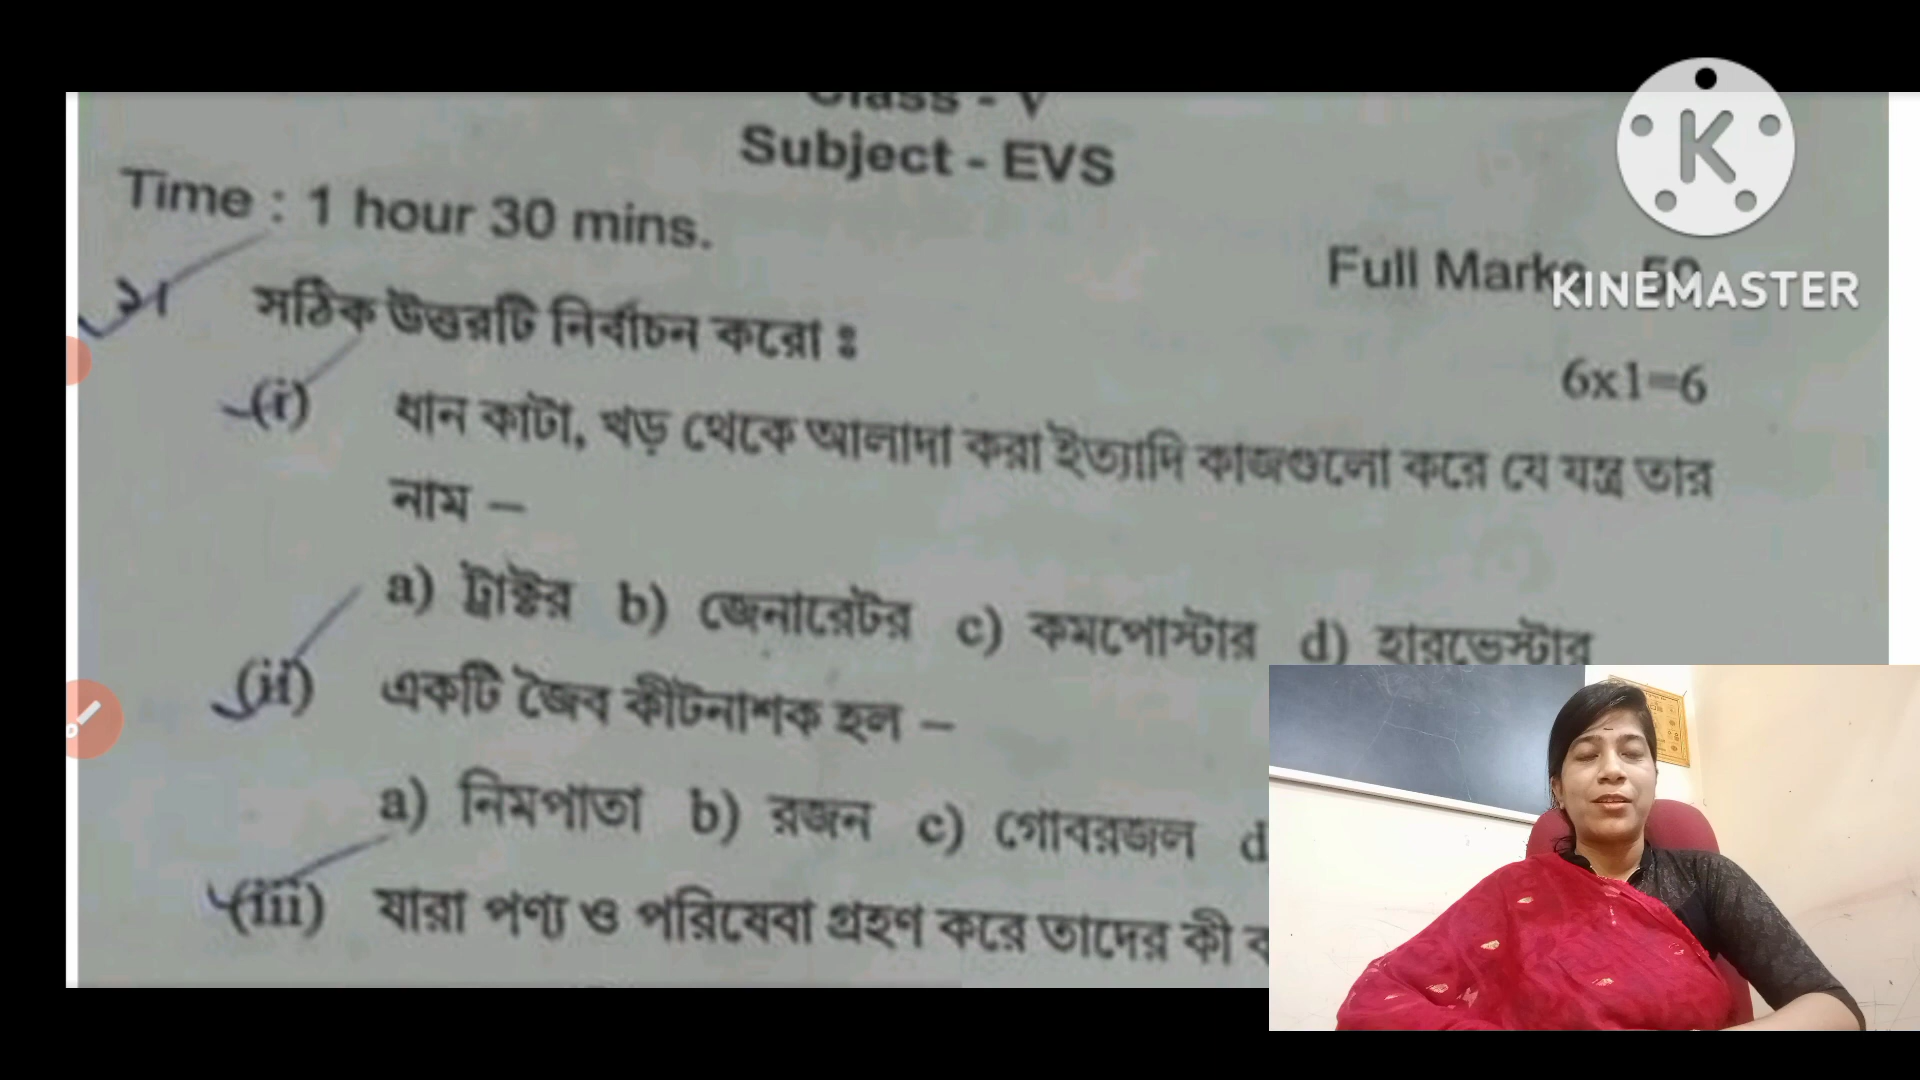 Class - V
Subject - EVS
Time : 1 hour 30 mins.
Full Marks - 50
KINEMASTER
১। সঠিক উত্তরটি নির্বাচন করো ঃ
6x1=6
(i) ধান কাটা, খড় থেকে আলাদা করা ইত্যাদি কাজগুলো করে যে যন্ত্র তার
নাম –
a) ট্রাক্টর b) জেনারেটর c) কমপোস্টার d) হারভেস্টার
(ii) একটি জৈব কীটনাশক হল –
a) নিমপাতা b) রজন c) গোবরজল d
(iii) যারা পণ্য ও পরিষেবা গ্রহণ করে তাদের কী